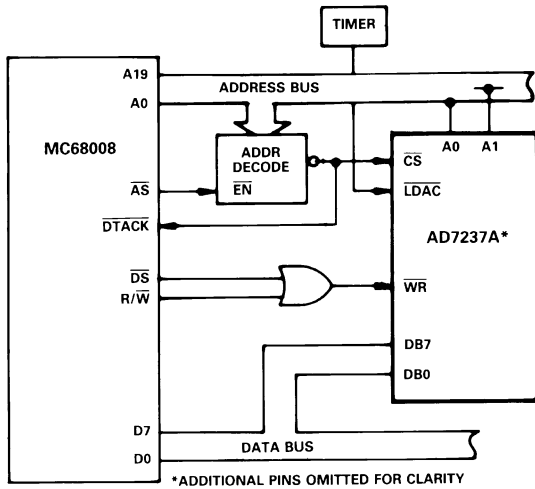 TIMER
A19
ADDRESS BUS
A0
MC68008
ADDR
DECODE
EN
A0
A1
CS
LDAC
AD7237A*
AS
DTACK
DS
R/W
WR
DB7
DB0
D7
D0
DATA BUS
*ADDITIONAL PINS OMITTED FOR CLARITY